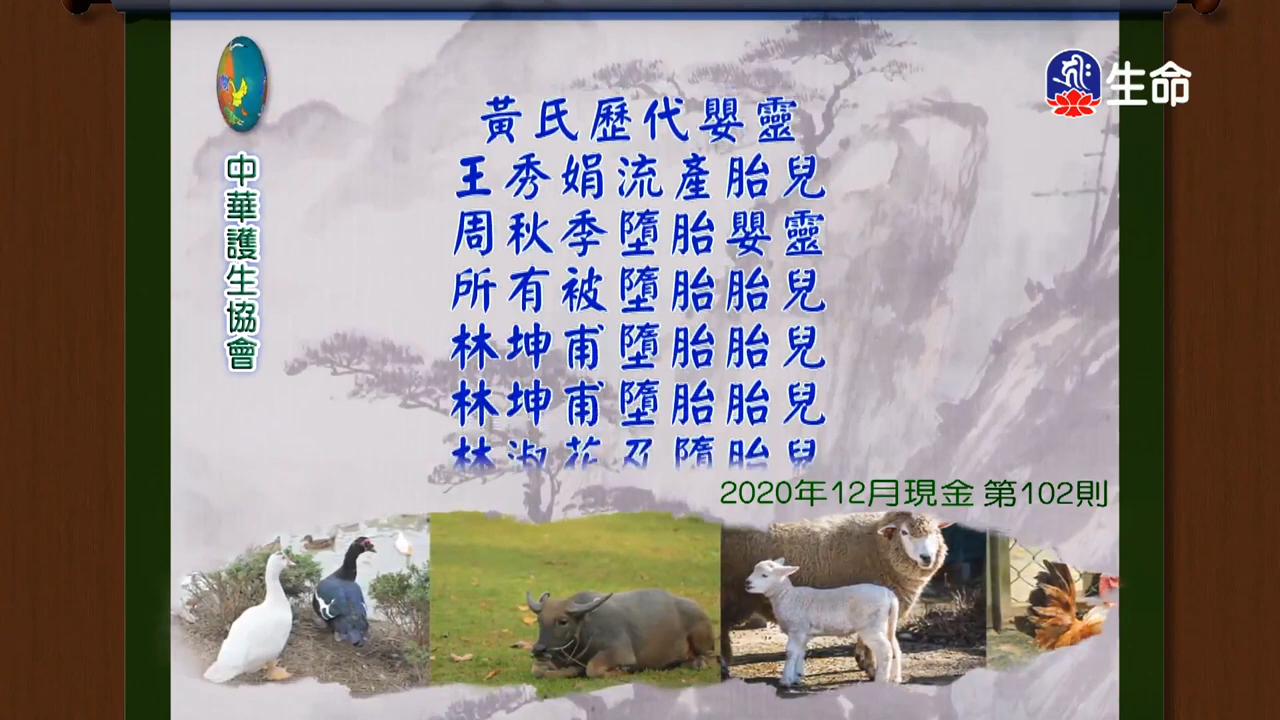 生命
中華護生協會
黃氏歷代嬰靈
王秀娟流產胎兒
周秋季墮胎嬰靈
所有被墮胎胎兒
林坤甫墮胎胎兒
林坤甫墮胎胎兒
2020年12月現金 第102則